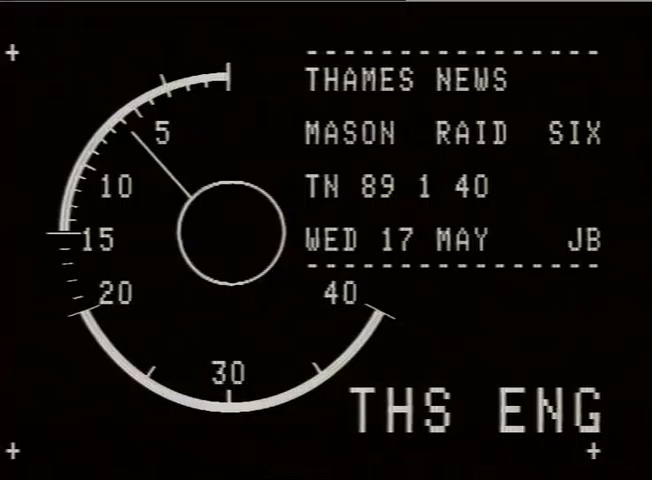 THAMES NEWS
MASON RAID SIX
TN 89 1 40
WED 17 MAY JB
5
10
15
20
30
40
THS ENG